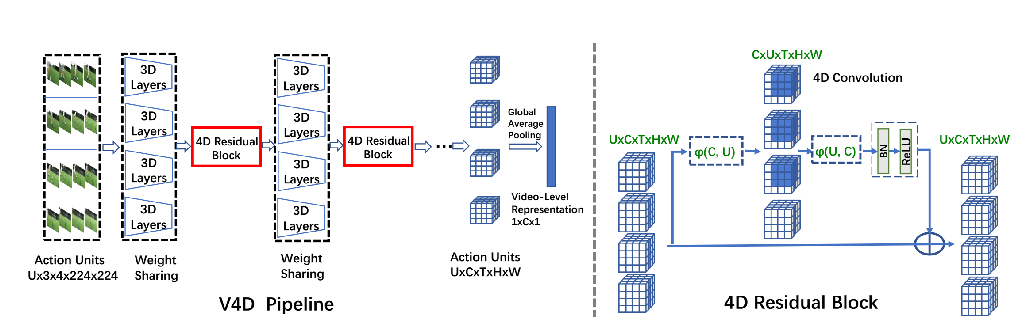 3D
Layers
3D
Layers
3D
Layers
3D
Layers
4D Residual
Block
3D
Layers
3D
Layers
3D
Layers
3D
Layers
4D Residual
Block
Global
Average
Pooling
Video-Level
Representation
1xCx1
Action Units
Ux3x4x224x224
Weight
Sharing
Weight
Sharing
Action Units
UxCxTxHxW
V4D Pipeline
CxUxTxHxW
4D Convolution
UxCxTxHxW
φ(C, U)
φ(U, C)
BN
ReLU
UxCxTxHxW
4D Residual Block